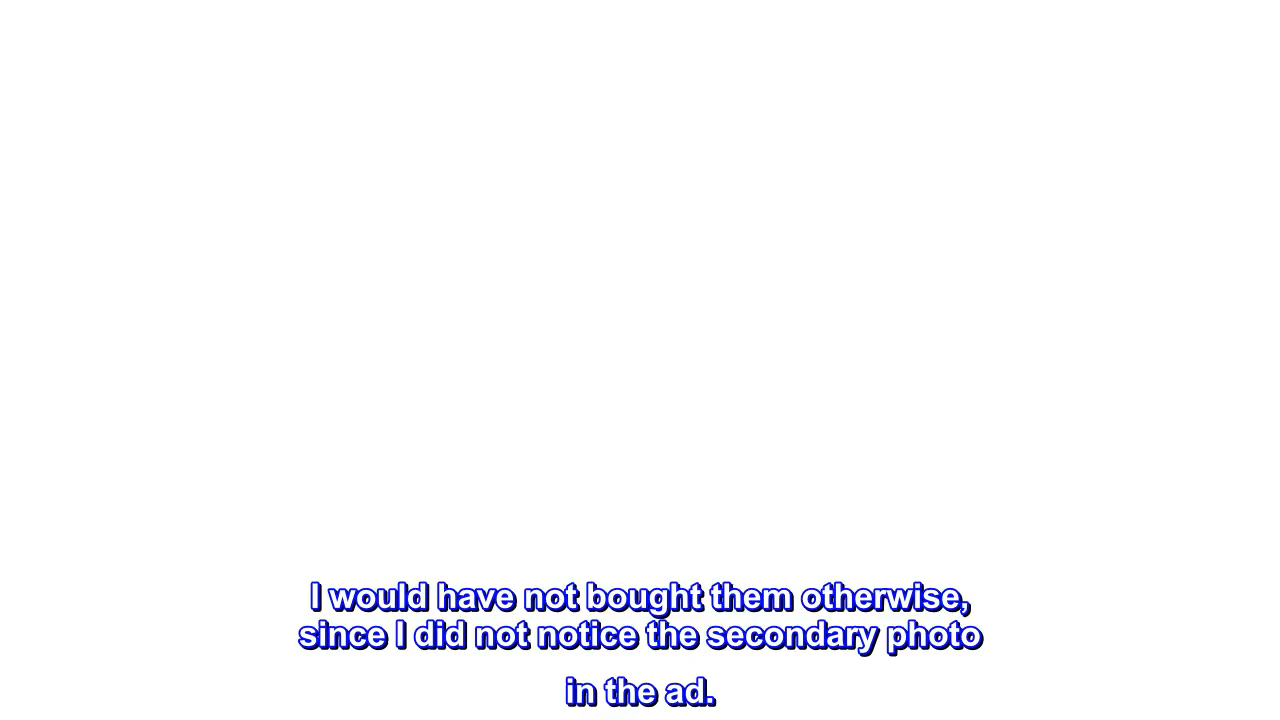 I would have not bought them otherwise,
since I did not notice the secondary photo
in the ad.